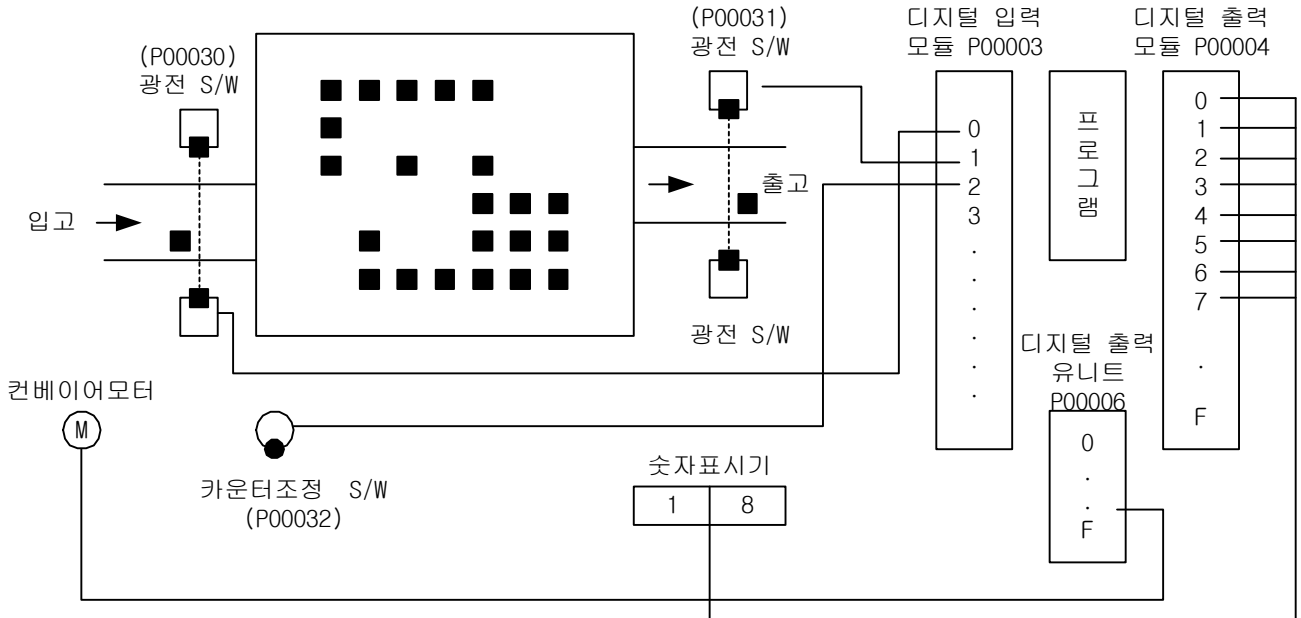 (P00030)
광전 S/W
(P00031)
광전 S/W
디지털 입력
모듈 P00003
디지털 출력
모듈 P00004
입고
출고
광전 S/W
0
1
2
3
.
.
.
.
.
.
프로그램
0
1
2
3
4
5
6
7
.
F
디지털 출력
유니트
P00006
0
.
.
F
컨베이어모터
M
카운터조정 S/W
(P00032)
숫자표시기
1 8